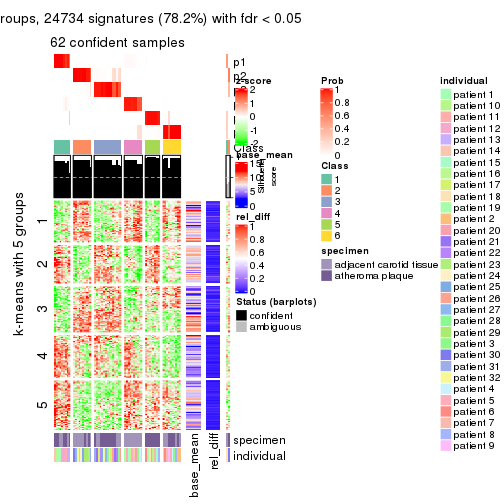 roups, 24734 signatures (78.2%) with fdr < 0.05
62 confident samples
p1
p2
Class
Silhouette
score
k-means with 5 groups
1
2
3
4
5
specimen
individual
base_mean
rel_diff
z-score
2
1
0
-1
-2
base_mean
15
10
5
0
rel_diff
1
0.8
0.6
0.4
0.2
0
Status (barplots)
confident
ambiguous
Prob
1
0.8
0.6
0.4
0.2
0
Class
1
2
3
4
5
6
specimen
adjacent carotid tissue
atheroma plaque
individual
patient 1
patient 10
patient 11
patient 12
patient 13
patient 14
patient 15
patient 16
patient 17
patient 18
patient 19
patient 2
patient 20
patient 21
patient 22
patient 23
patient 24
patient 25
patient 26
patient 27
patient 28
patient 29
patient 3
patient 30
patient 31
patient 32
patient 4
patient 5
patient 6
patient 7
patient 8
patient 9